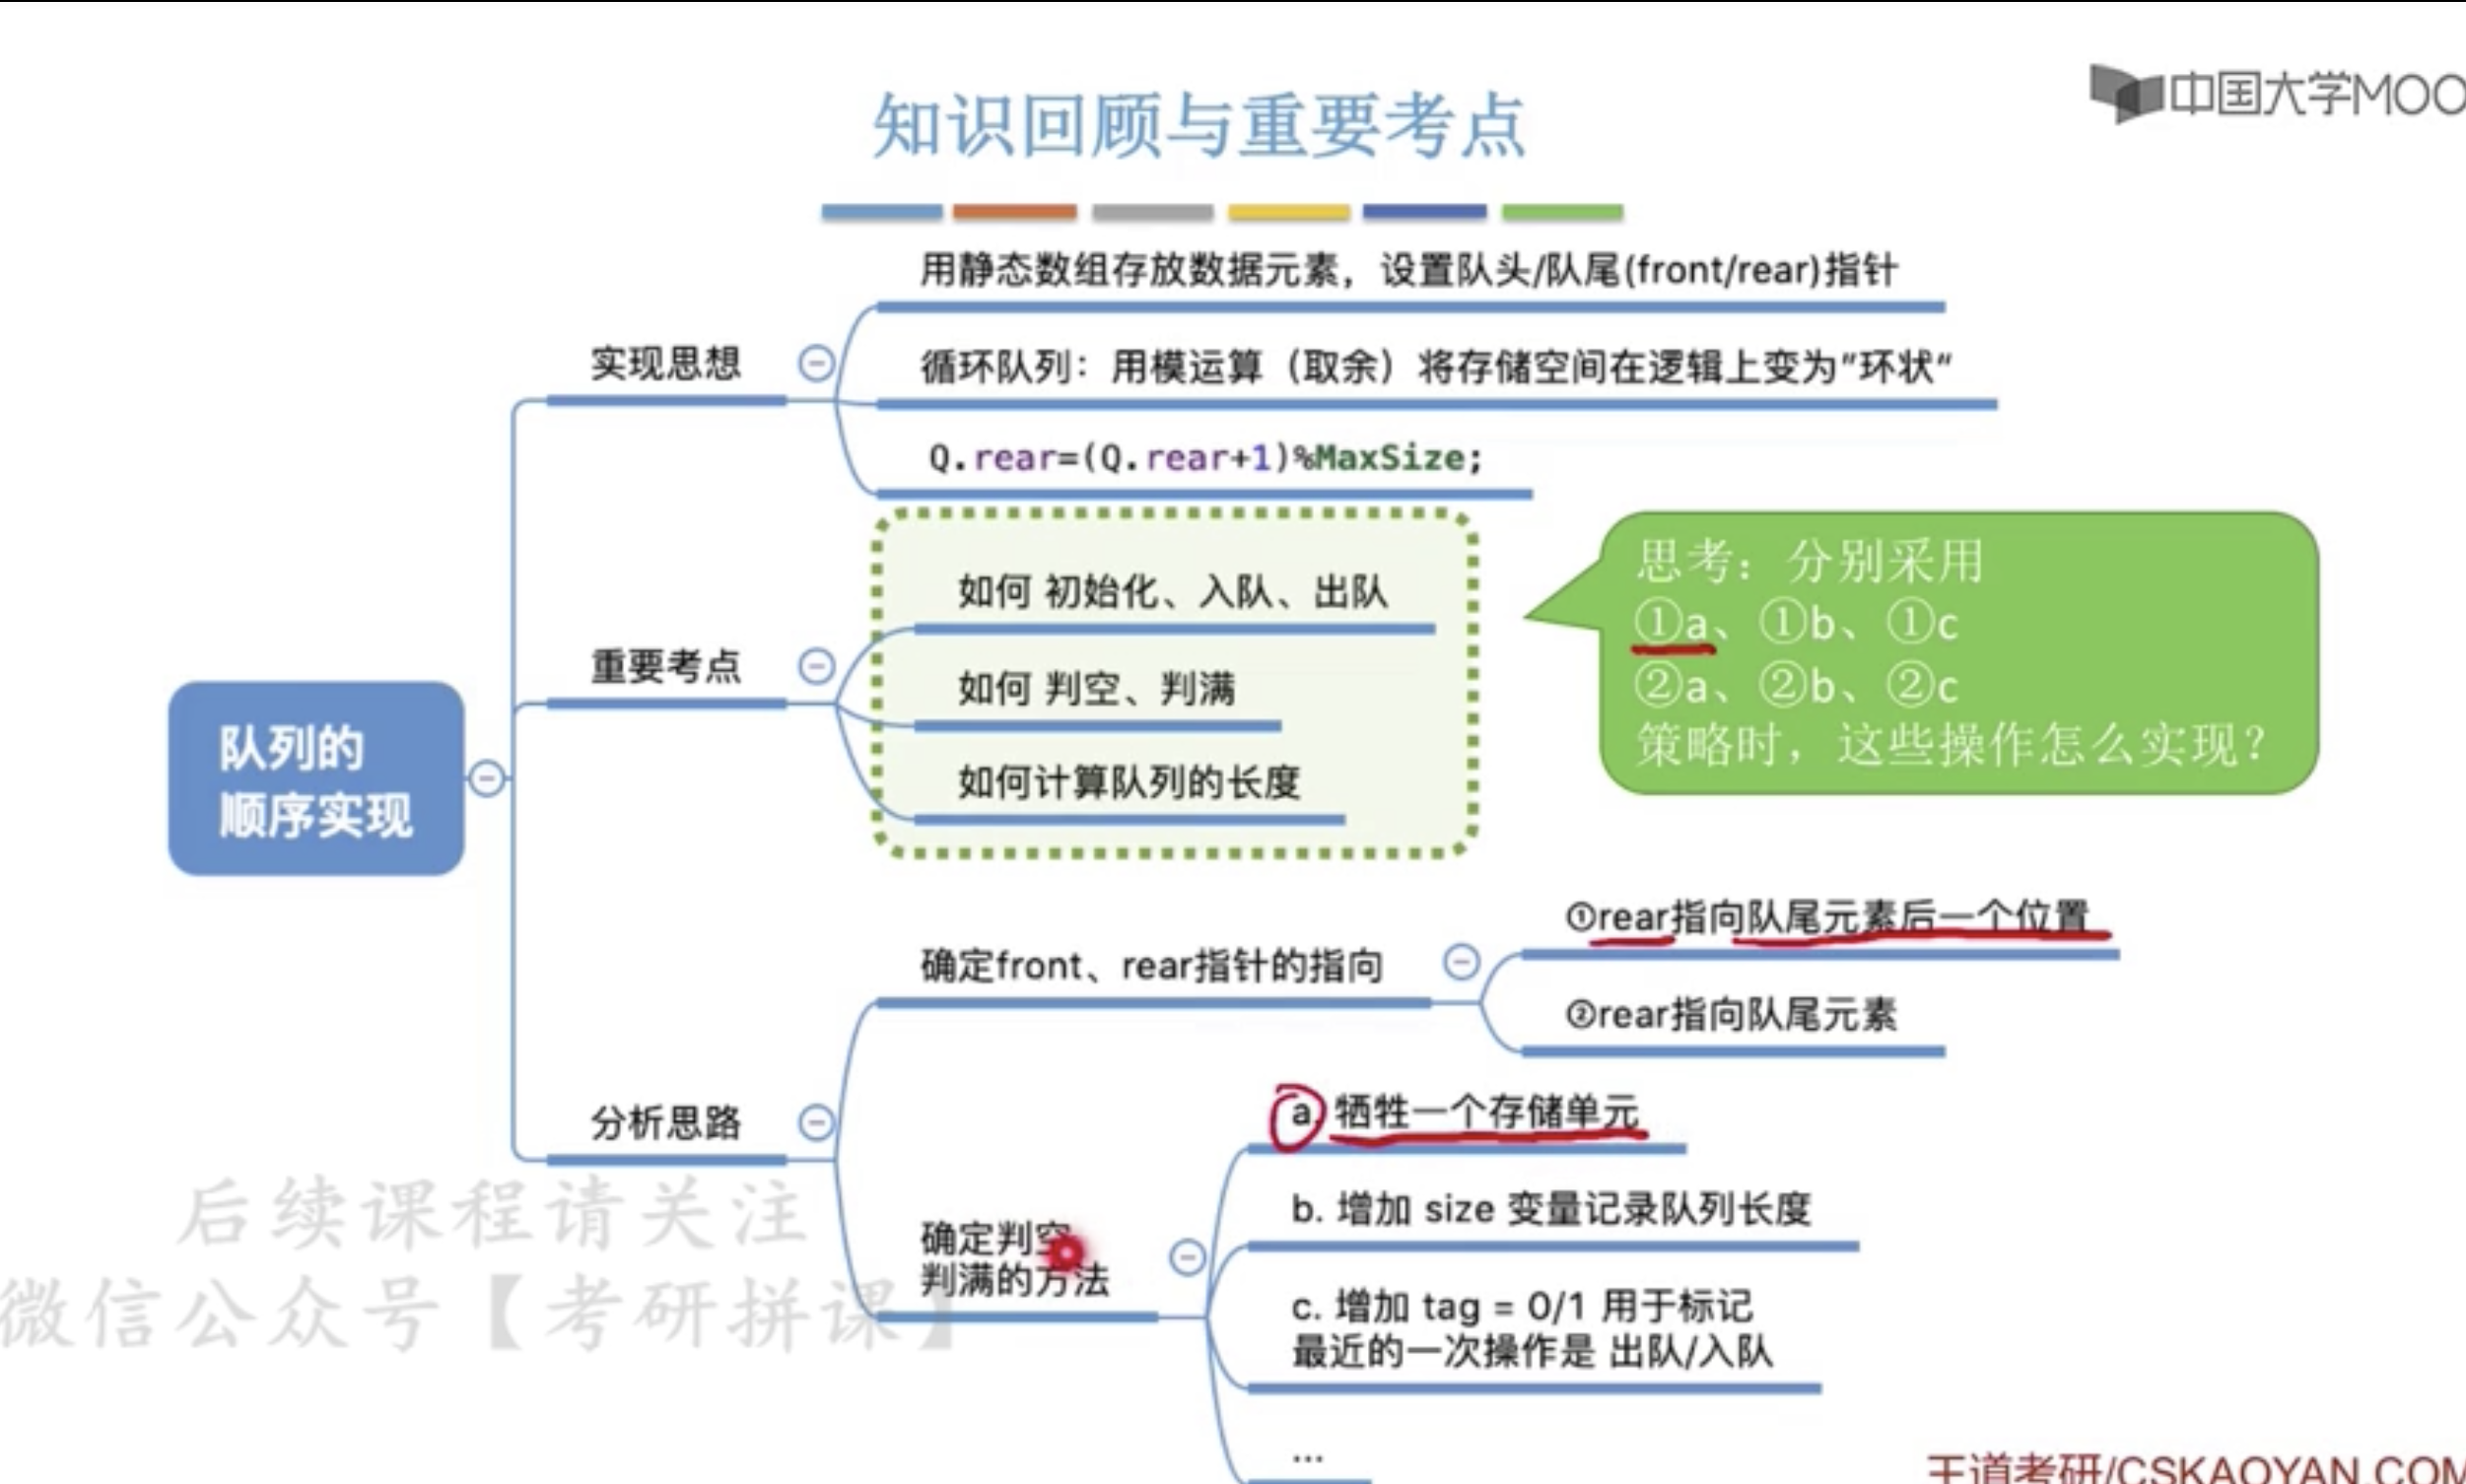 中国大学MOO
知识回顾与重要考点
用静态数组存放数据元素，设置队头/队尾(front/rear)指针
实现思想
循环队列：用模运算（取余）将存储空间在逻辑上变为”环状“
Q.rear=(Q.rear+1)%MaxSize;
如何 初始化、入队、出队
重要考点
如何 判空、判满
如何计算队列的长度
思考：分别采用
①a、①b、①c
②a、②b、②c
策略时，这些操作怎么实现？
队列的
顺序实现
①rear指向队尾元素后一个位置
确定front、rear指针的指向
②rear指向队尾元素
分析思路
a. 牺牲一个存储单元
b. 增加 size 变量记录队列长度
确定判空
判满的方法
c. 增加 tag = 0/1 用于标记
最近的一次操作是 出队/入队
...
后续课程请关注
微信公众号【考研拼课】
王道考研/CSKAOYAN.COM